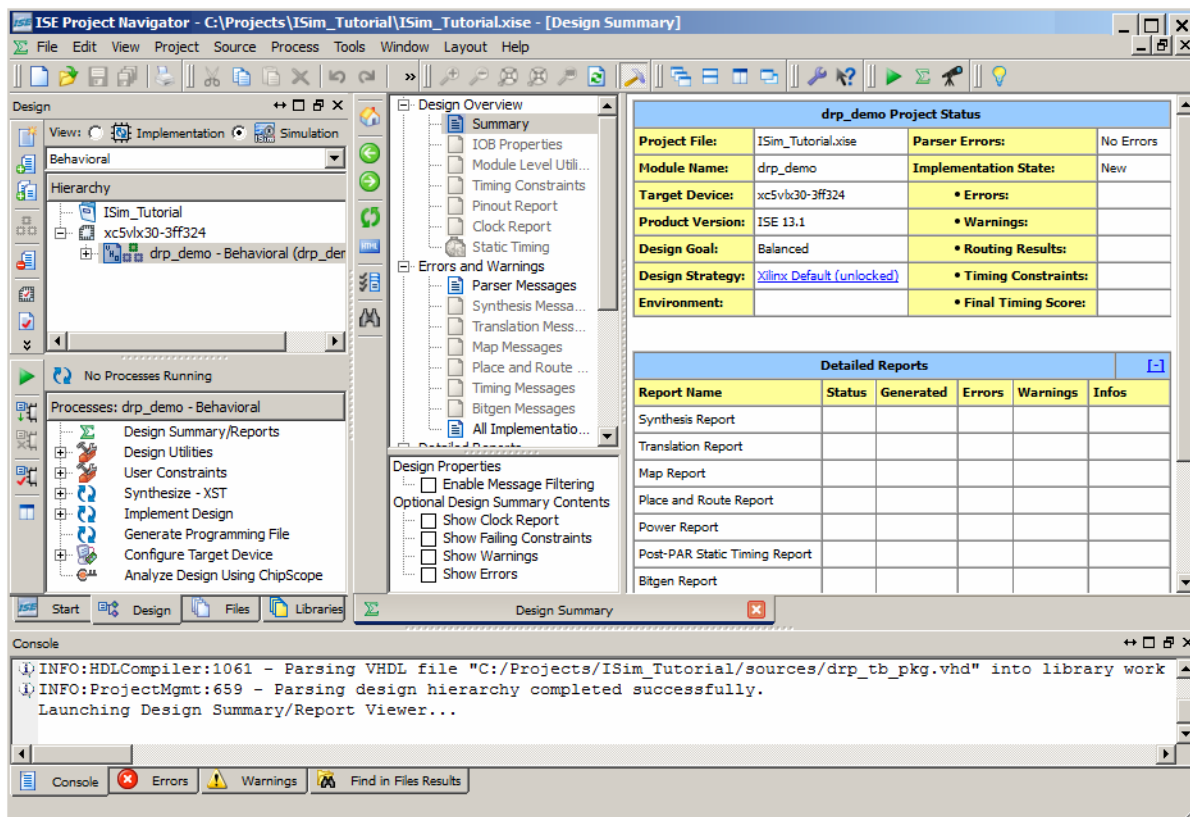 ISE Project Navigator - C:\Projects\ISim_Tutorial\ISim_Tutorial.xise - [Design Summary]
File Edit View Project Source Process Tools Window Layout Help
Design
View: Implementation Simulation
Behavioral
Hierarchy
ISim_Tutorial
xc5vlx30-3ff324
drp_demo - Behavioral (drp_der
No Processes Running
Processes: drp_demo - Behavioral
Design Summary/Reports
Design Utilities
User Constraints
Synthesize - XST
Implement Design
Generate Programming File
Configure Target Device
Analyze Design Using ChipScope
Start Design Files Libraries
Design Overview
Summary
IOB Properties
Module Level Utili...
Timing Constraints
Pinout Report
Clock Report
Static Timing
Errors and Warnings
Parser Messages
Synthesis Messa...
Translation Mess...
Map Messages
Place and Route ...
Timing Messages
Bitgen Messages
All Implementatio...
Detailed Reports
Design Properties
Enable Message Filtering
Optional Design Summary Contents
Show Clock Report
Show Failing Constraints
Show Warnings
Show Errors
Design Summary
drp_demo Project Status
Project File: ISim_Tutorial.xise Parser Errors: No Errors
Module Name: drp_demo Implementation State: New
Target Device: xc5vlx30-3ff324 • Errors:
Product Version: ISE 13.1 • Warnings:
Design Goal: Balanced • Routing Results:
Design Strategy: Xilinx Default (unlocked) • Timing Constraints:
Environment: • Final Timing Score:
Detailed Reports [-]
Report Name Status Generated Errors Warnings Infos
Synthesis Report
Translation Report
Map Report
Place and Route Report
Power Report
Post-PAR Static Timing Report
Bitgen Report
Console
INFO:HDLCompiler:1061 - Parsing VHDL file "C:/Projects/ISim_Tutorial/sources/drp_tb_pkg.vhd" into library work
INFO:ProjectMgmt:659 - Parsing design hierarchy completed successfully.
Launching Design Summary/Report Viewer...
Console Errors Warnings Find in Files Results